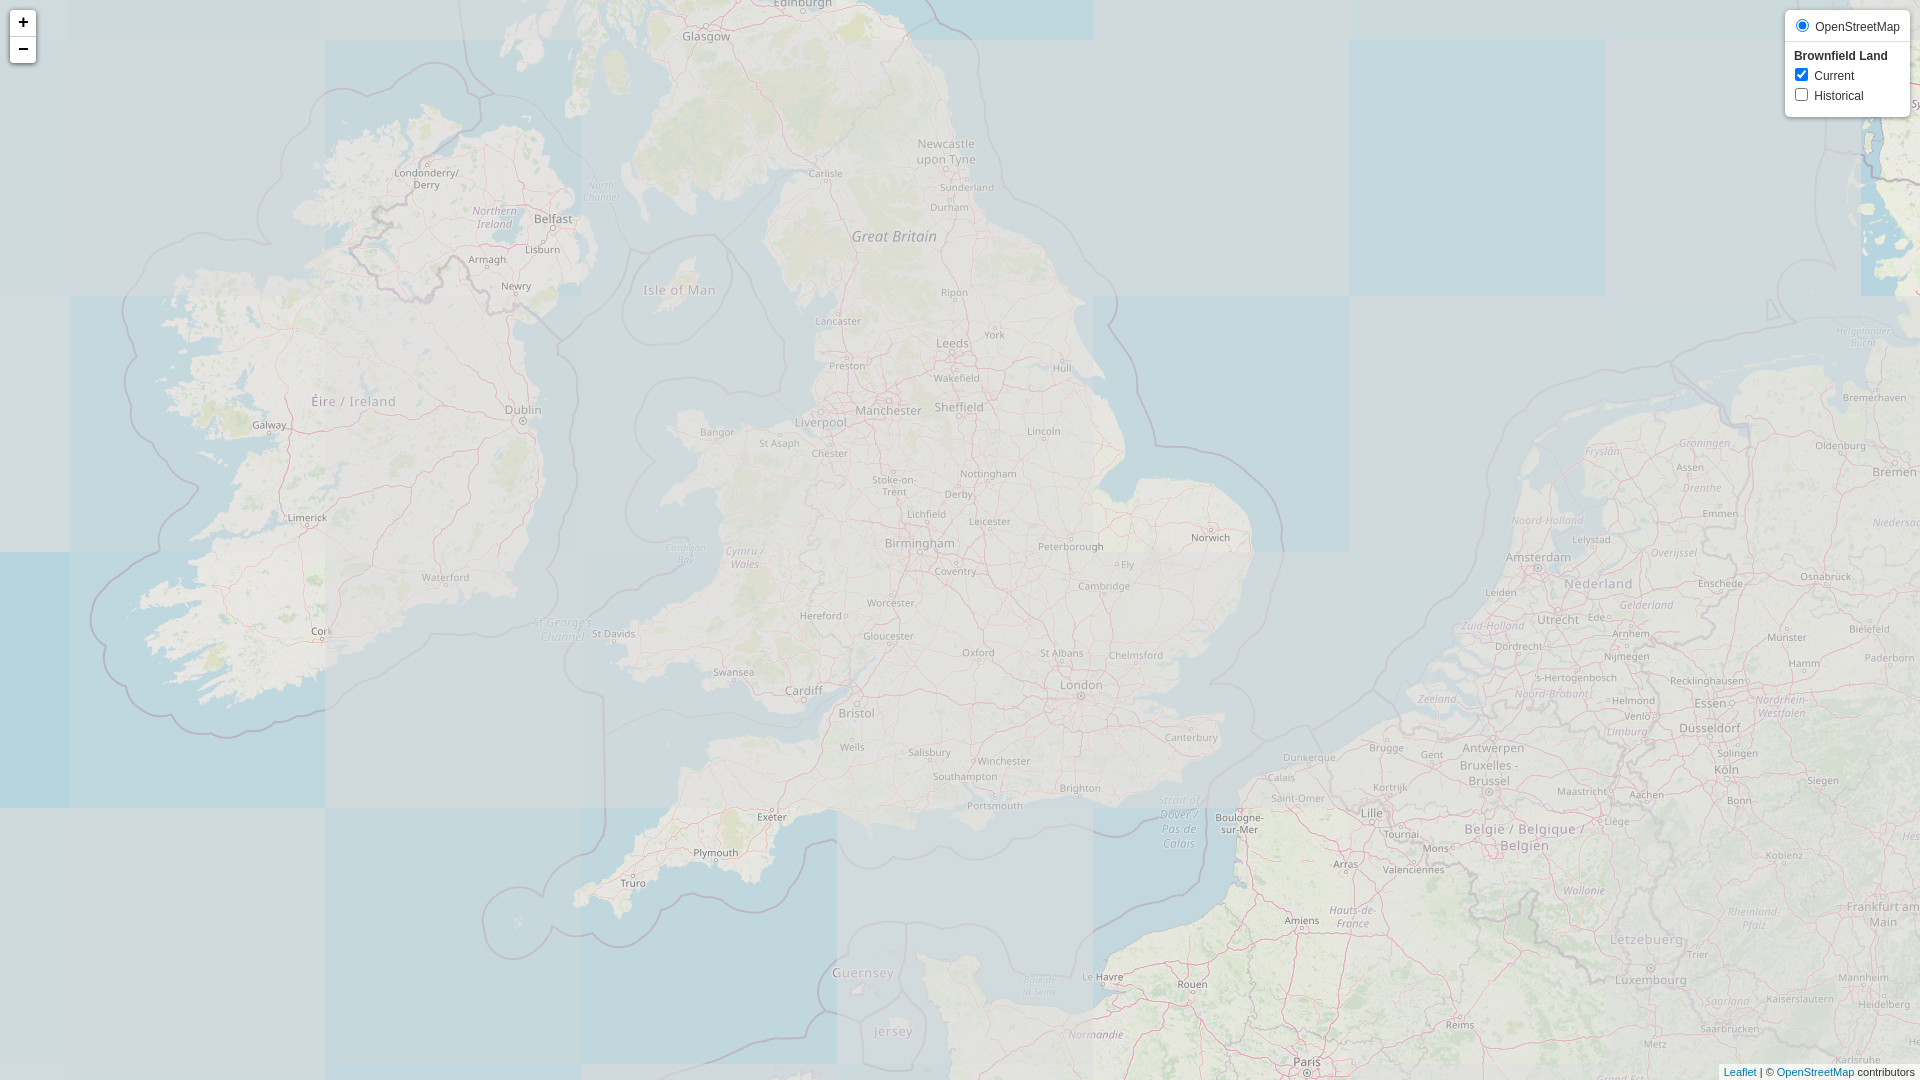 +
−
OpenStreetMap
Brownfield Land
Current
Historical
Edinburgh
Glasgow
Newcastle
upon Tyne
Londonderry/
Derry
Carlisle
North
Channel
Sunderland
Durham
Northern
Ireland
Belfast
Great Britain
Lisburn
Armagh
Newry
Isle of Man
Ripon
Lancaster
York
Helgoländer
Bucht
Leeds
Preston
Hull
Wakefield
Éire / Ireland
Dublin
Manchester
Sheffield
Bremerhaven
Galway
Liverpool
Bangor
St Asaph
Chester
Lincoln
Groningen
Oldenburg
Fryslân
Assen
Bremen
Nottingham
Stoke-on-
Trent
Derby
Drenthe
Limerick
Lichfield
Leicester
Emmen
Noord-Holland
Niedersac
Norwich
Birmingham
Peterborough
Lelystad
Cardigan
Bay
Cymru /
Wales
Amsterdam
Overijssel
Ely
Coventry
Waterford
Cambridge
Nederland
Enschede
Osnabrück
Leiden
Worcester
Gelderland
Hereford
Utrecht
Ede
St George's
Channel
Zuid-Holland
Bielefeld
Cork
St Davids
Gloucester
Arnhem
Münster
Dordrecht
Oxford
St Albans
Chelmsford
Nijmegen
Paderborn
Hamm
Swansea
's-Hertogenbosch
Recklinghausen
London
Cardiff
Noord-Brabant
Zeeland
Helmond
Essen
Nordrhein-
Westfalen
Bristol
Venlo
Düsseldorf
Limburg
Canterbury
Wells
Salisbury
Brugge
Gent
Antwerpen
Solingen
Dunkerque
Winchester
Bruxelles -
Brussel
Köln
Southampton
Calais
Siegen
Brighton
Kortrijk
Maastricht
Aachen
Saint-Omer
Bonn
Portsmouth
Strait of
Dover /
Pas de
Calais
Exeter
Boulogne-
sur-Mer
Lille
Liège
België / Belgique /
Belgien
Tournai
Mons
Plymouth
Koblenz
Arras
Valenciennes
Truro
Wallonie
Hauts-de-
France
Rheinland
-Pfalz
Frankfurt am
Main
Amiens
Letzebuerg
Trier
Guernsey
Le Havre
Baie de
la Seine
Rouen
Luxembourg
Mannheim
Saarland
Kaiserslautern
Heidelberg
Jersey
Normandie
Reims
Saarbrücken
Metz
Paris
Karlsruhe
Grand Est
Leaflet | © OpenStreetMap contributors